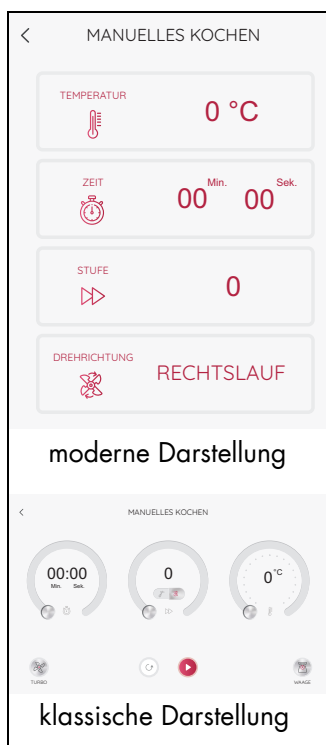 MANUELLES KOCHEN
TEMPERATUR
0 °C
ZEIT
00 Min. 00 Sek.
STUFE
0
DREHRICHTUNG
RECHTSLAUF
moderne Darstellung
MANUELLES KOCHEN
00:00
Min. Sek.
0
0 °C
TURBO
WAAGE
klassische Darstellung